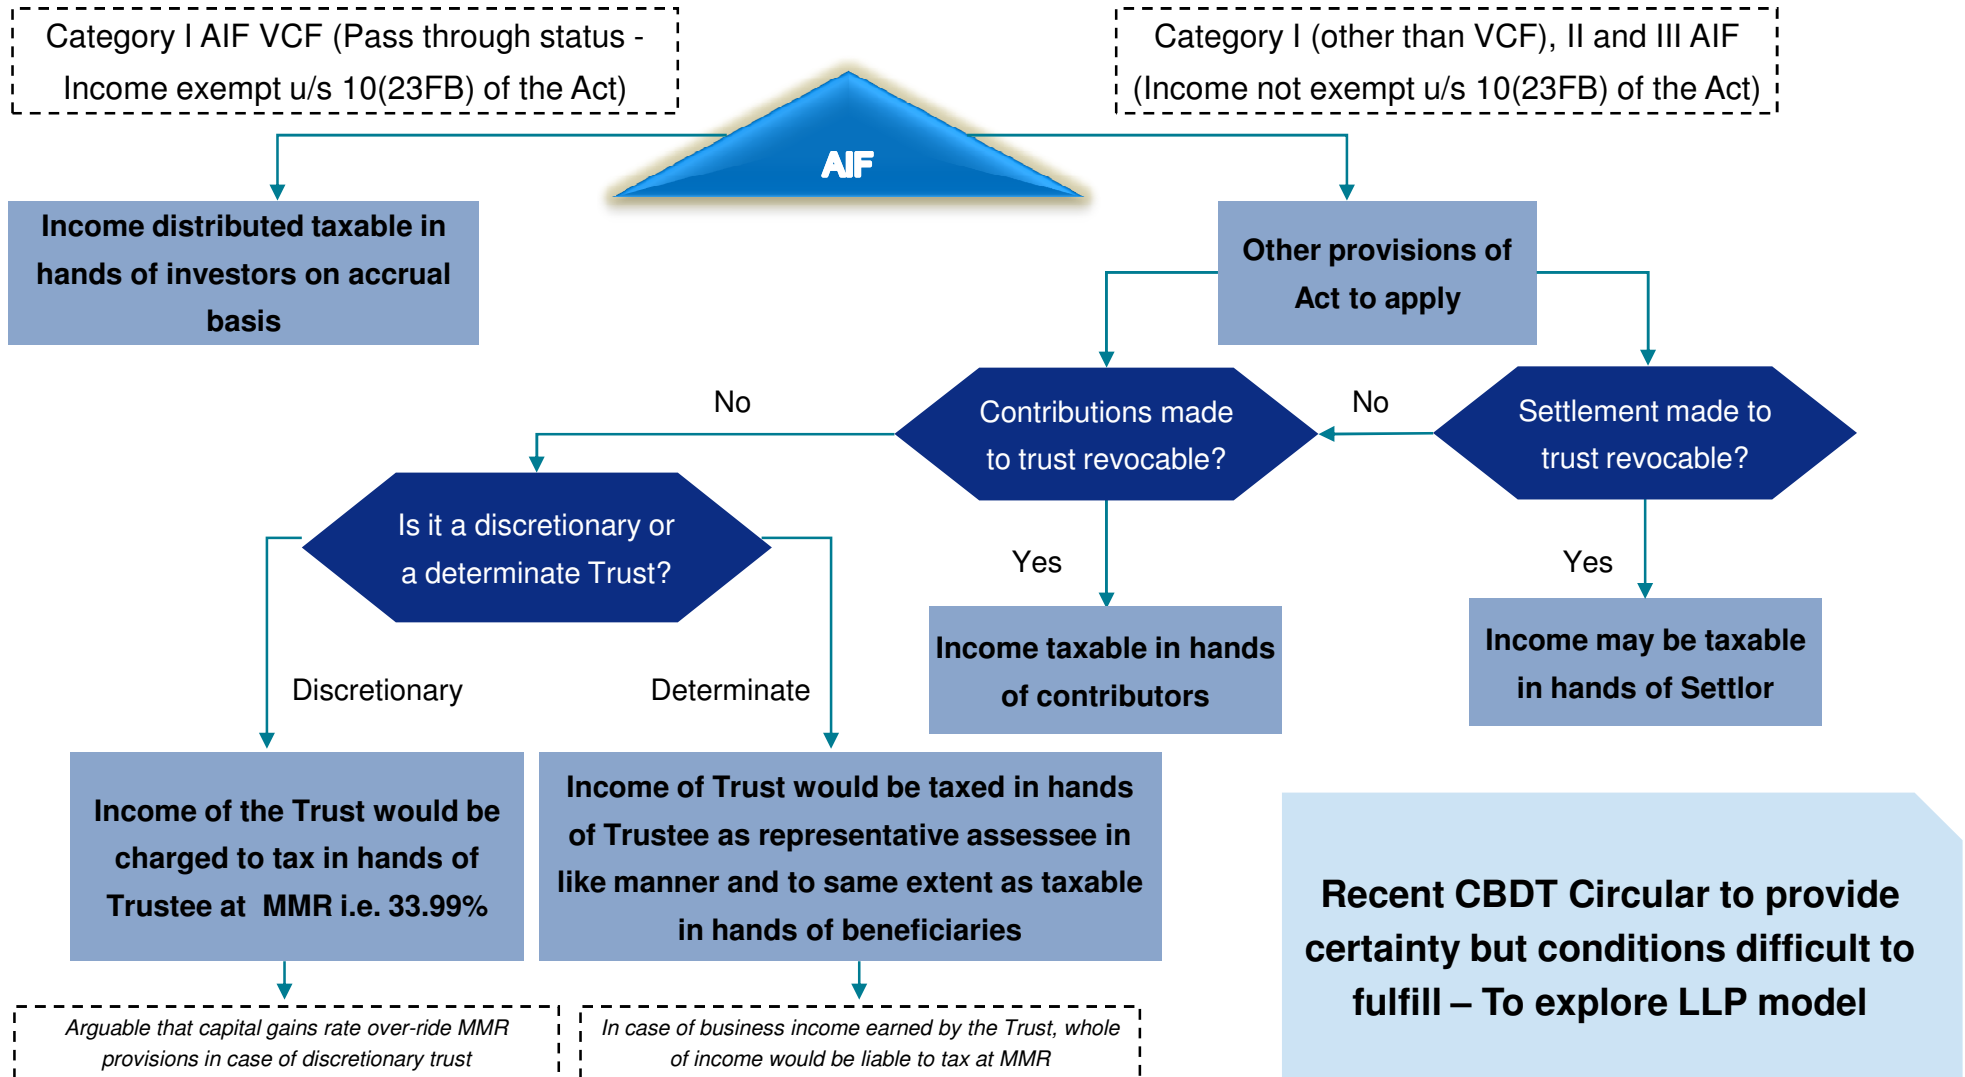 Category I AIF VCF (Pass through status -
Income exempt u/s 10(23FB) of the Act)
Category I (other than VCF), II and III AIF
(Income not exempt u/s 10(23FB) of the Act)
AIF
Income distributed taxable in
hands of investors on accrual
basis
Other provisions of
Act to apply
No
Contributions made
to trust revocable?
No
Settlement made to
trust revocable?
Is it a discretionary or
a determinate Trust?
Yes
Yes
Income taxable in hands
of contributors
Income may be taxable
in hands of Settlor
Discretionary
Determinate
Income of the Trust would be
charged to tax in hands of
Trustee at MMR i.e. 33.99%
Income of Trust would be taxed in hands
of Trustee as representative assessee in
like manner and to same extent as taxable
in hands of beneficiaries
Recent CBDT Circular to provide
certainty but conditions difficult to
fulfill – To explore LLP model
Arguable that capital gains rate over-ride MMR
provisions in case of discretionary trust
In case of business income earned by the Trust, whole
of income would be liable to tax at MMR